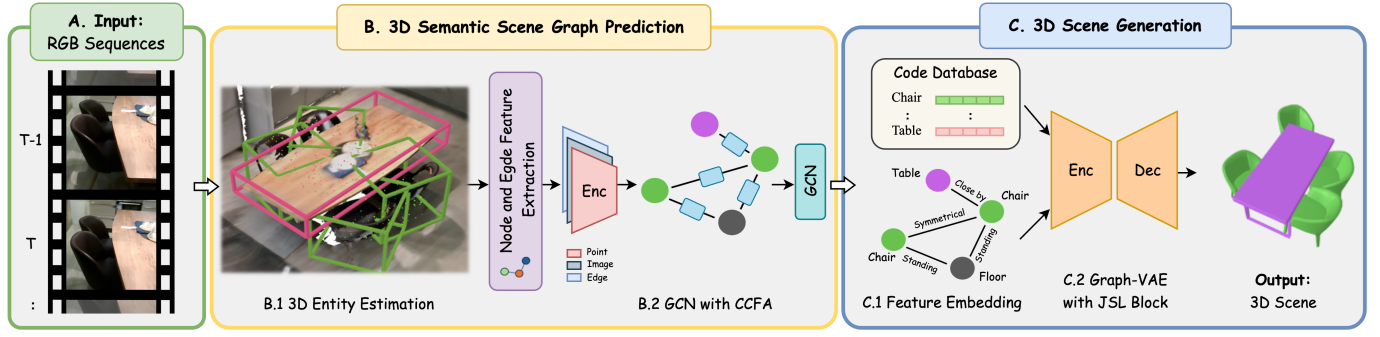 A. Input:
RGB Sequences
T-1
T
:
B. 3D Semantic Scene Graph Prediction
Node and Egde Feature
Extraction
Enc
Point
Image
Edge
GCN
B.1 3D Entity Estimation
B.2 GCN with CCFA
C. 3D Scene Generation
Code Database
Chair
: :
Table
Table
Close by
Chair
Symmetrical
Chair
Standing
Standing
Floor
C.1 Feature Embedding
Enc
Dec
C.2 Graph-VAE
with JSL Block
Output:
3D Scene